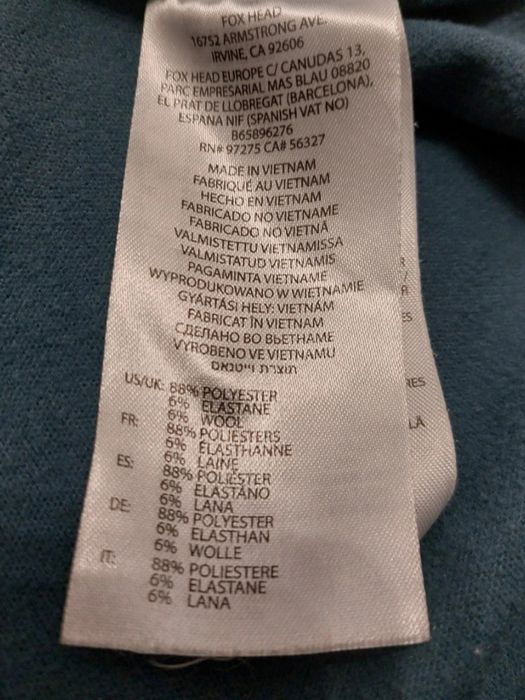 FOX HEAD
16752 ARMSTRONG AVE.
IRVINE, CA 92606
FOX HEAD EUROPE C/ CANUDAS 13,
PARC EMPRESARIAL MAS BLAU 08820
EL PRAT DE LLOBREGAT (BARCELONA),
ESPANA NIF (SPANISH VAT NO)
B65896276
RN# 97275 CA# 56327
MADE IN VIETNAM
FABRIQUÉ AU VIETNAM
HECHO EN VIETNAM
FABRICADO NO VIETNAME
FABRICADO NO VIETNÃ
VALMISTETTU VIETNAMISSA
VALMISTATUD VIETNAMIS
PAGAMINTA VIETNAME
WYPRODUKOWANO W WIETNAMIE
GYÁRTÁSI HELY: VIETNÁM
FABRICAT ÎN VIETNAM
СДЕЛАНО ВО ВЬЕТНАМЕ
VYROBENO VE VIETNAMU
תוצרת וייטנאם
US/UK: 88% POLYESTER
6% ELASTANE
6% WOOL
FR: 88% POLIESTERS
6% ÉLASTHANNE
6% LAINE
ES: 88% POLIÉSTER
6% ELASTANO
6% LANA
DE: 88% POLYESTER
6% ELASTHAN
6% WOLLE
IT: 88% POLIESTERE
6% ELASTANE
6% LANA